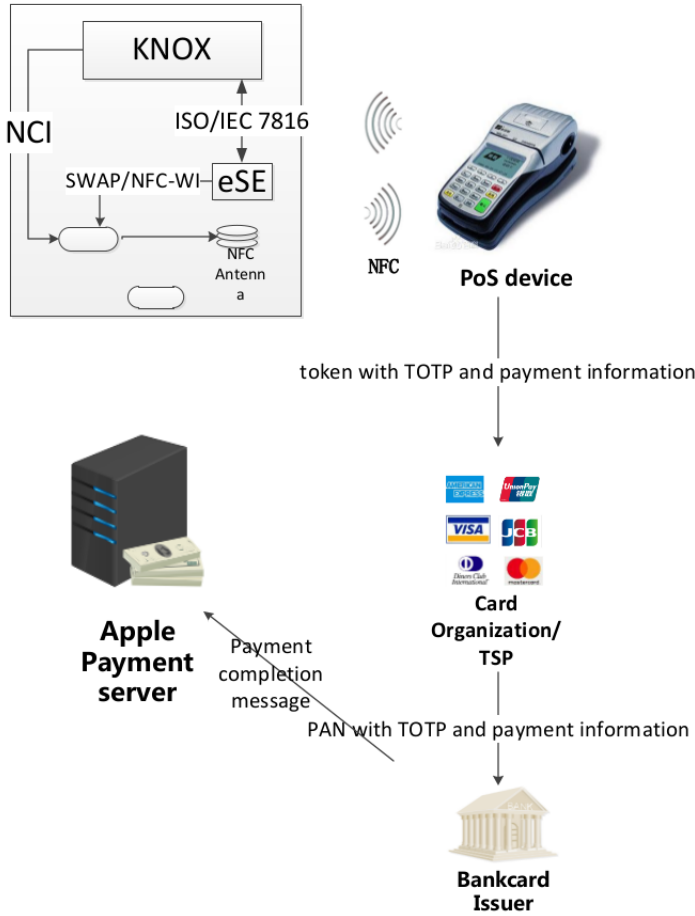 KNOX
NCI
ISO/IEC 7816
SWAP/NFC-WI
eSE
NFC
Antenn
a
NFC
PoS device
token with TOTP and payment information
AMERICAN
EXPRESS
UnionPay
银联
VISA
JCB
Diners Club
International
mastercard
Card
Organization/
TSP
Apple
Payment
server
Payment
completion
message
PAN with TOTP and payment information
Bankcard
Issuer